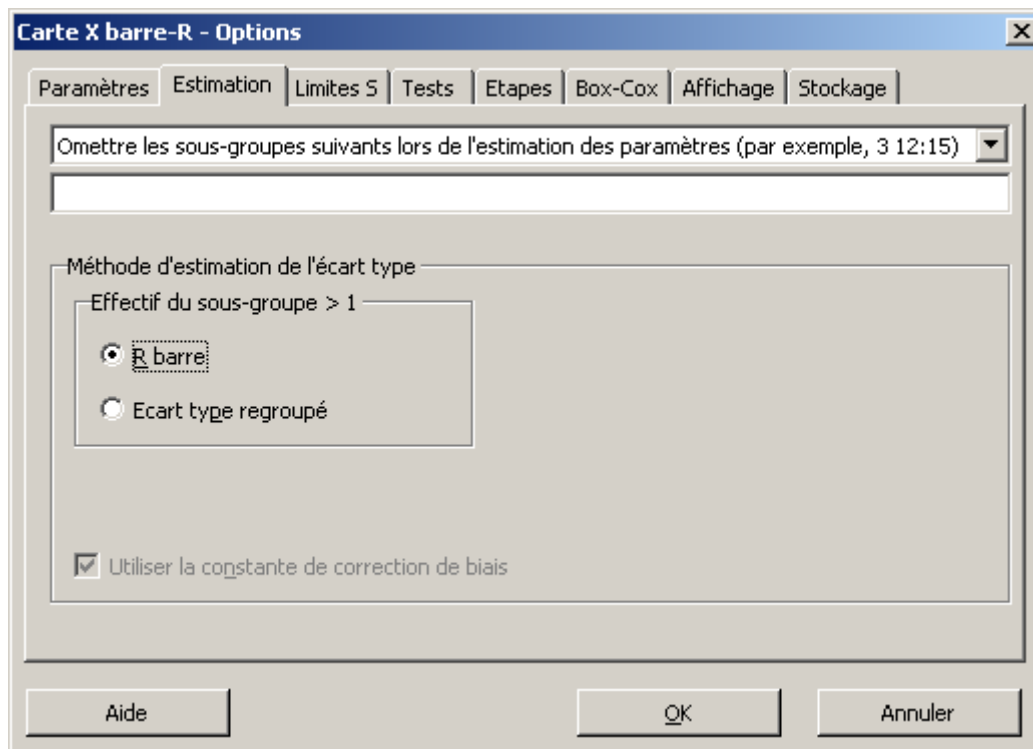 Carte X barre-R - Options
Paramètres Estimation Limites S Tests Etapes Box-Cox Affichage Stockage
Omettre les sous-groupes suivants lors de l'estimation des paramètres (par exemple, 3 12:15)
Méthode d'estimation de l'écart type
Effectif du sous-groupe > 1
R barre
Ecart type regroupé
Utiliser la constante de correction de biais
Aide OK Annuler